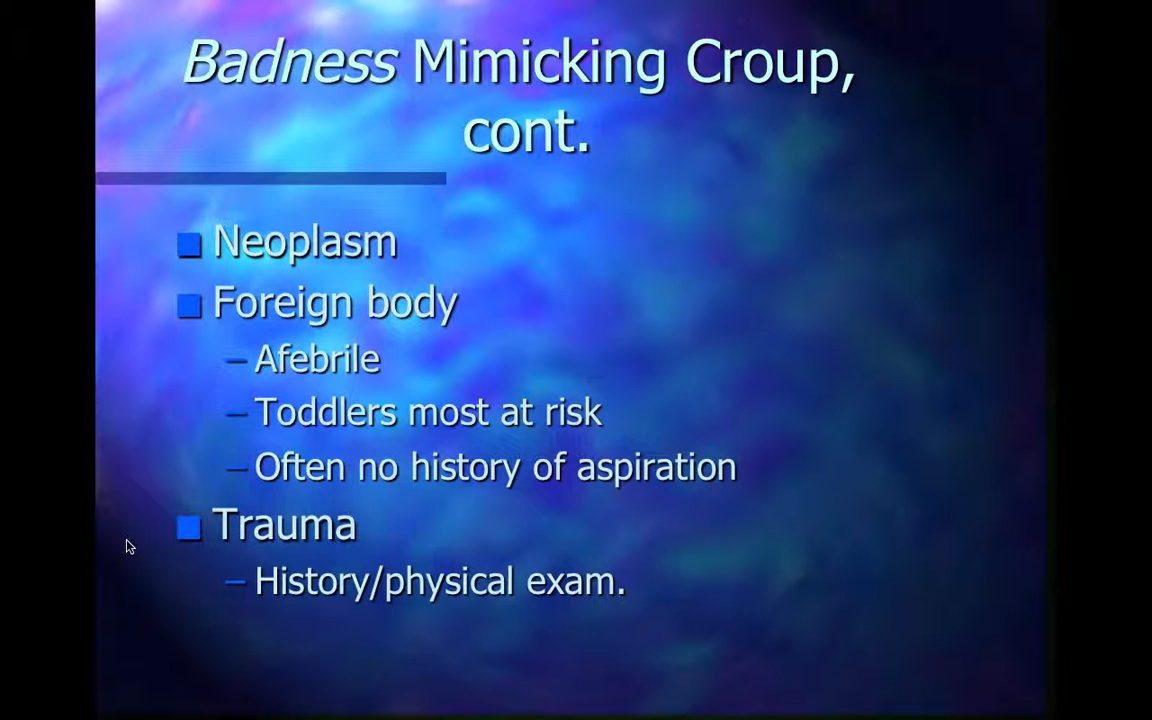 Badness Mimicking Croup,
cont.
Neoplasm
Foreign body
– Afebrile
– Toddlers most at risk
– Often no history of aspiration
Trauma
– History/physical exam.